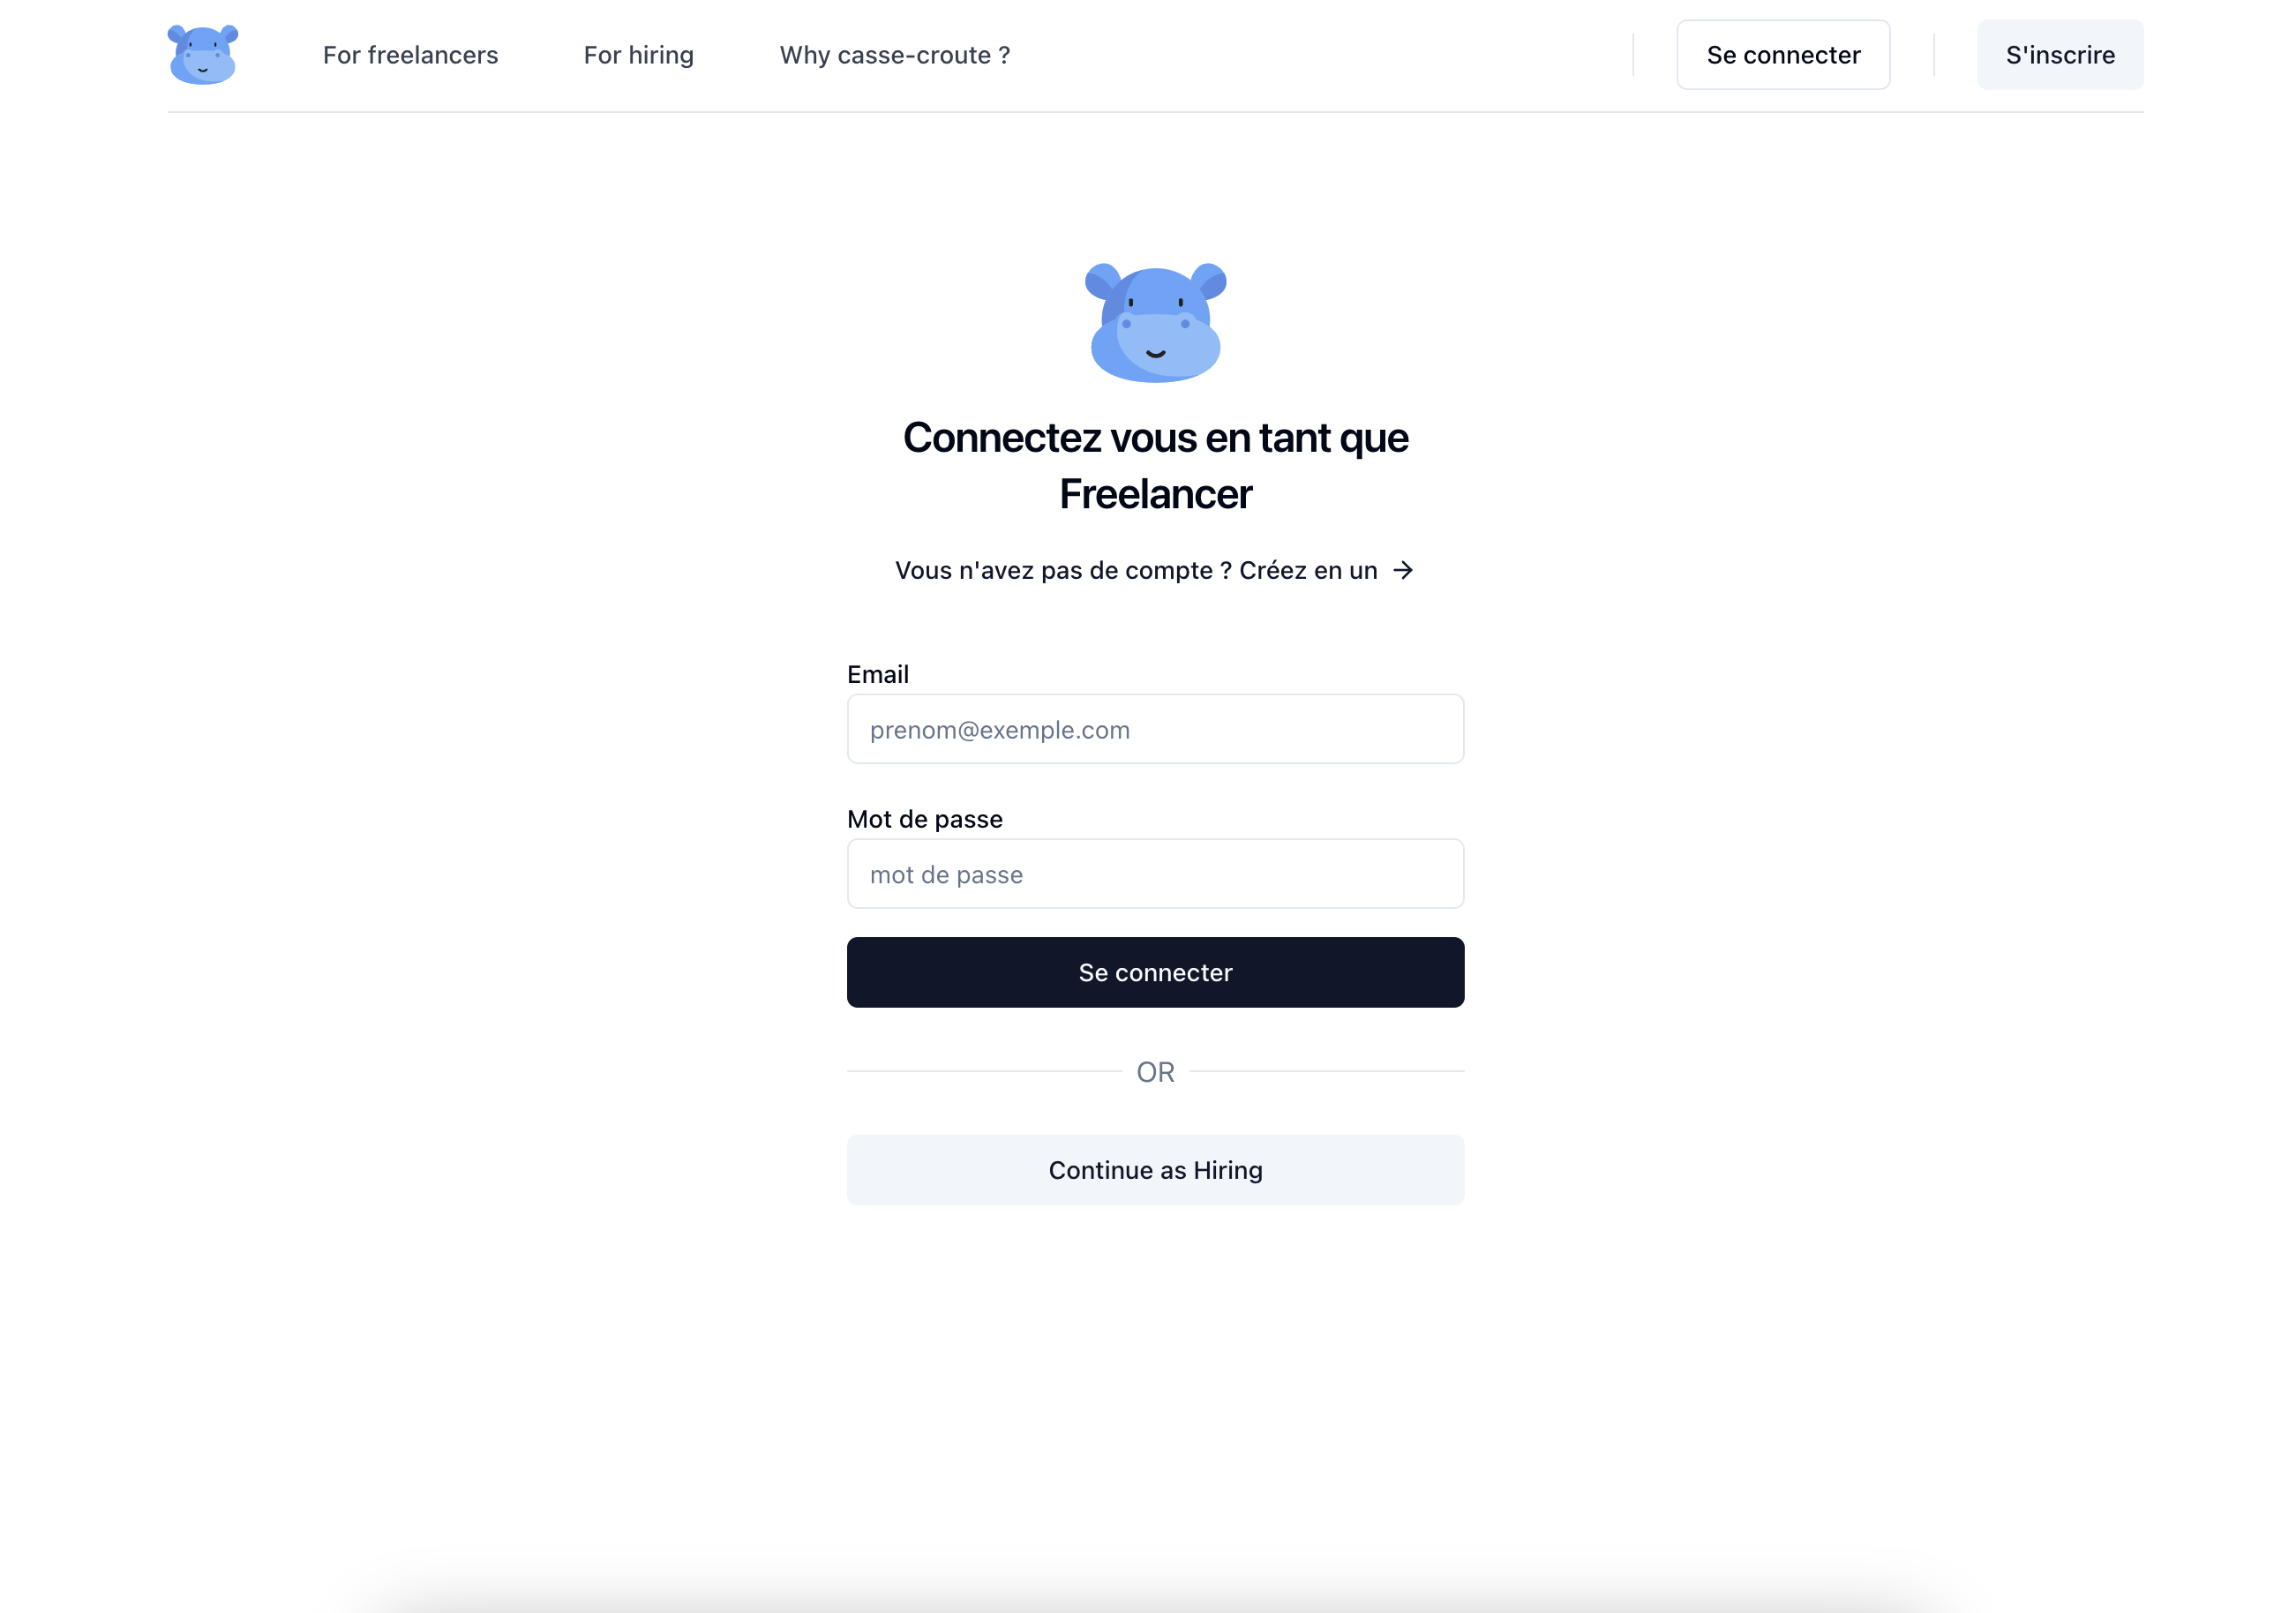 For freelancers
For hiring
Why casse-croute ?
Se connecter
S'inscrire
Connectez vous en tant que
Freelancer
Vous n'avez pas de compte ? Créez en un →
Email
prenom@exemple.com
Mot de passe
mot de passe
Se connecter
OR
Continue as Hiring